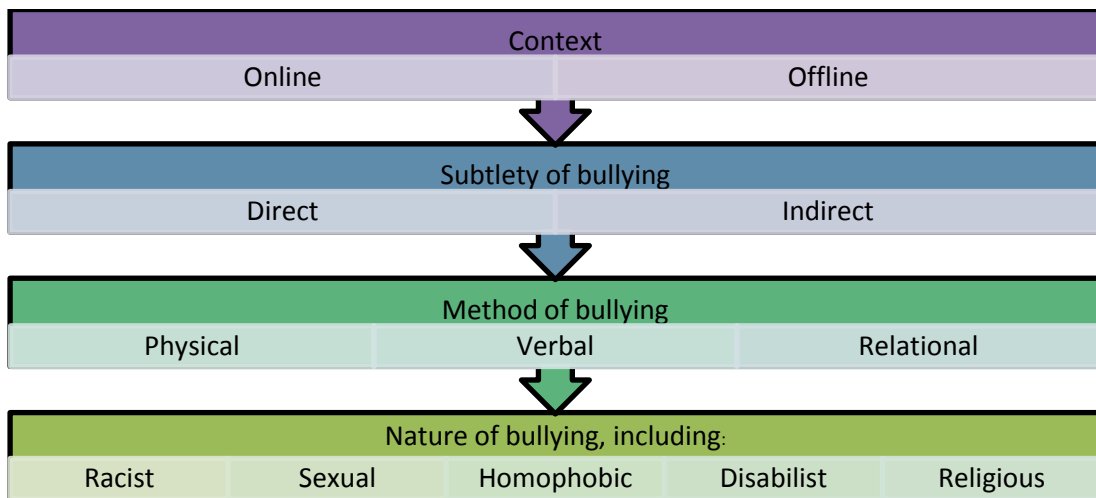 Context
Online Offline
Subtlety of bullying
Direct Indirect
Method of bullying
Physical Verbal Relational
Nature of bullying, including:
Racist Sexual Homophobic Disabilist Religious